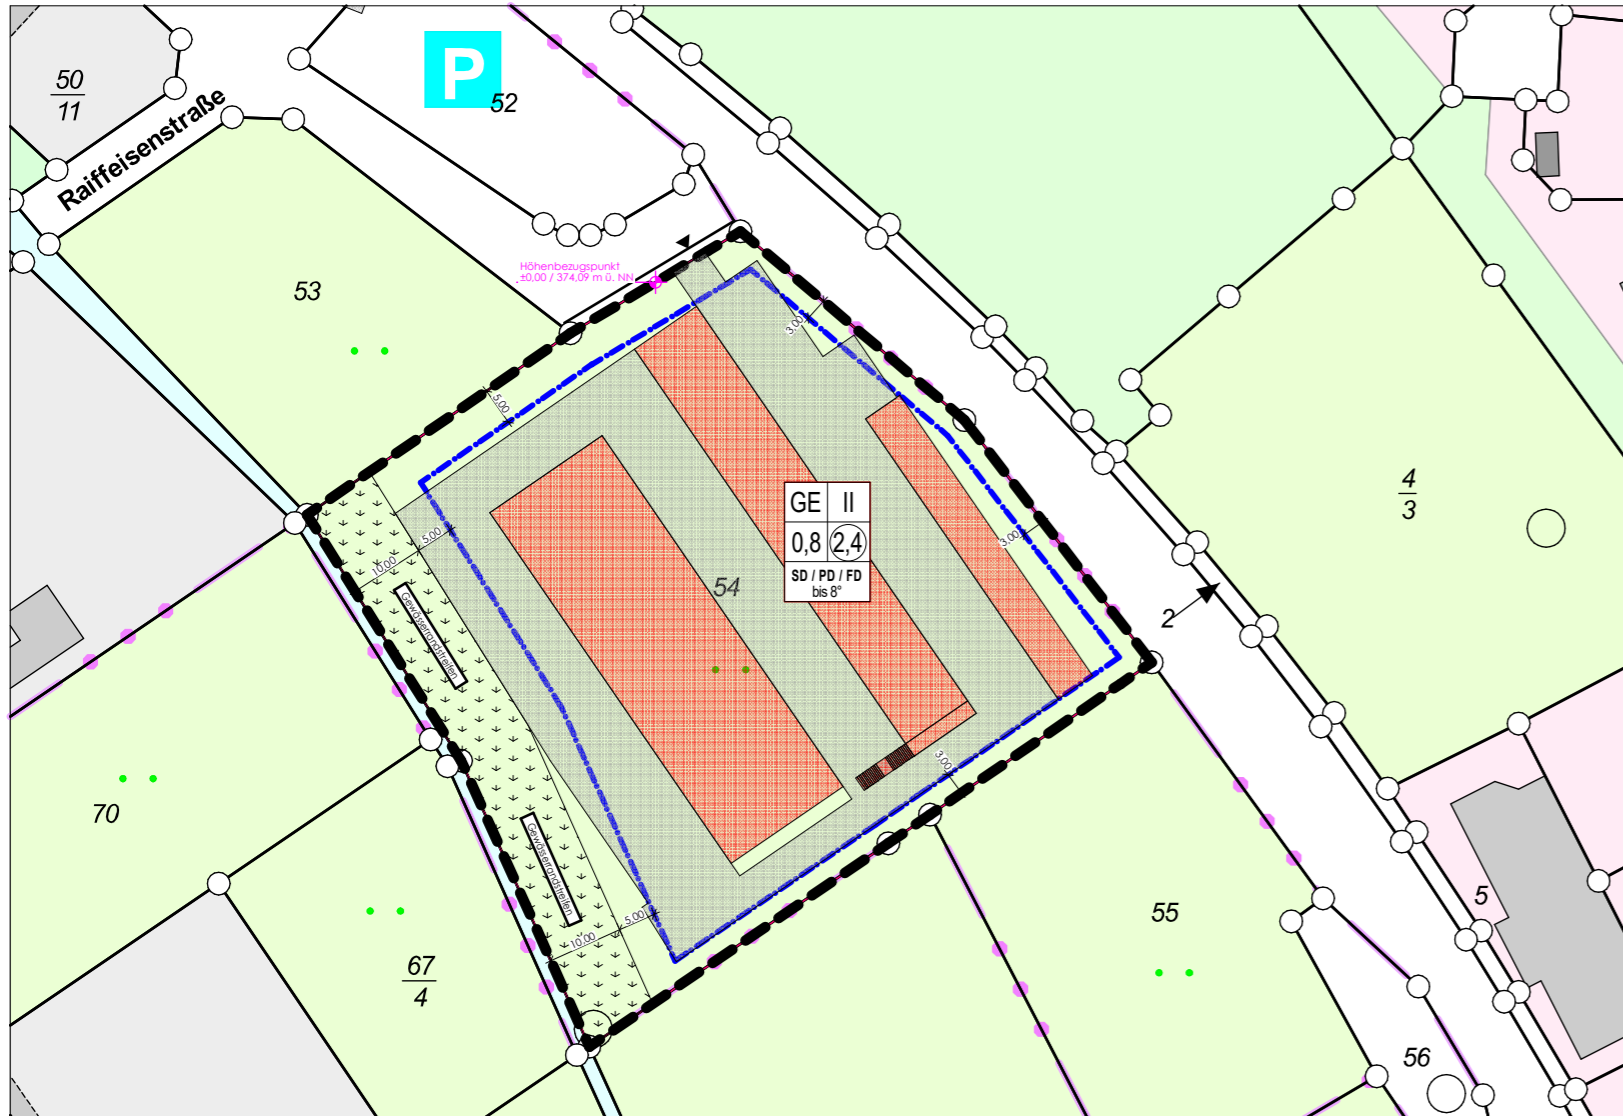 50
11
Raiffeisenstraße
P
52
Höhenbezugspunkt
±0,00 / 374,09 m ü. NN
53
3,00
5,00
4
3
GE II
0,8 2,4
SD / PD / FD
bis 8°
5,00
10,00
3,00
54
Gewässerrandstreifen
2
3,00
70
Gewässerrandstreifen
5
5,00
10,00
55
67
4
56